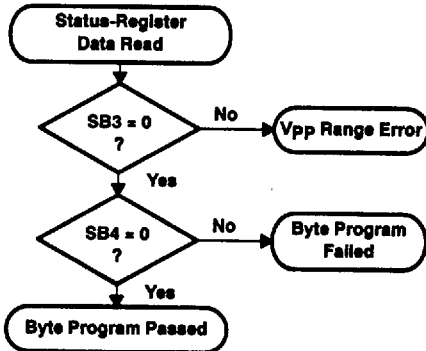 Status-Register
Data Read
SB3 = 0
?
No
Vpp Range Error
Yes
SB4 = 0
?
No
Byte Program
Failed
Yes
Byte Program Passed